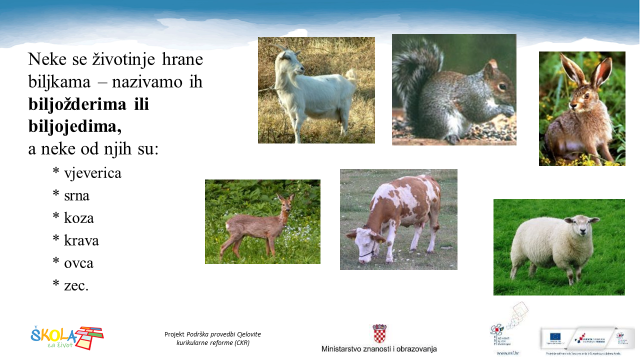 Neke se životinje hrane
biljkama – nazivamo ih
biljožderima ili
biljojedima,
a neke od njih su:
* vjeverica
* srna
* koza
* krava
* ovca
* zec.
ŠKOLA
za život
Projekt Podrška provedbi Cjelovite
kurikularne reforme (CKR)
Ministarstvo znanosti i obrazovanja